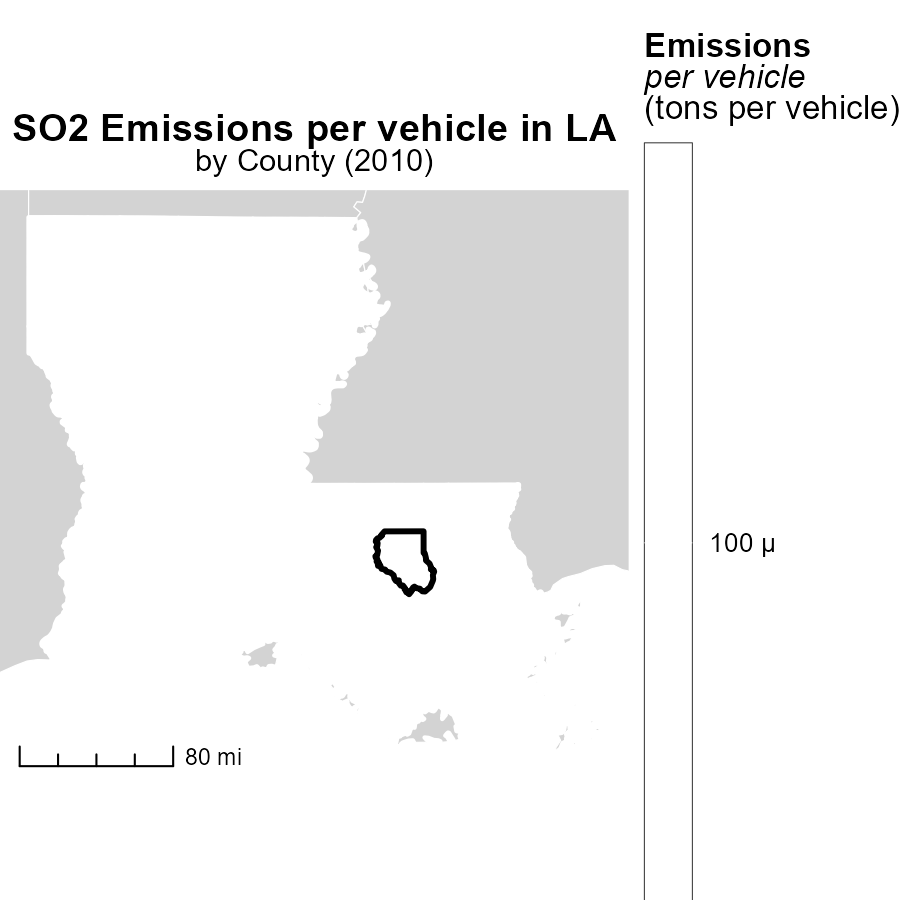 SO2 Emissions per vehicle in LA
by County (2010)
Emissions
per vehicle
(tons per vehicle)
100 μ
80 mi